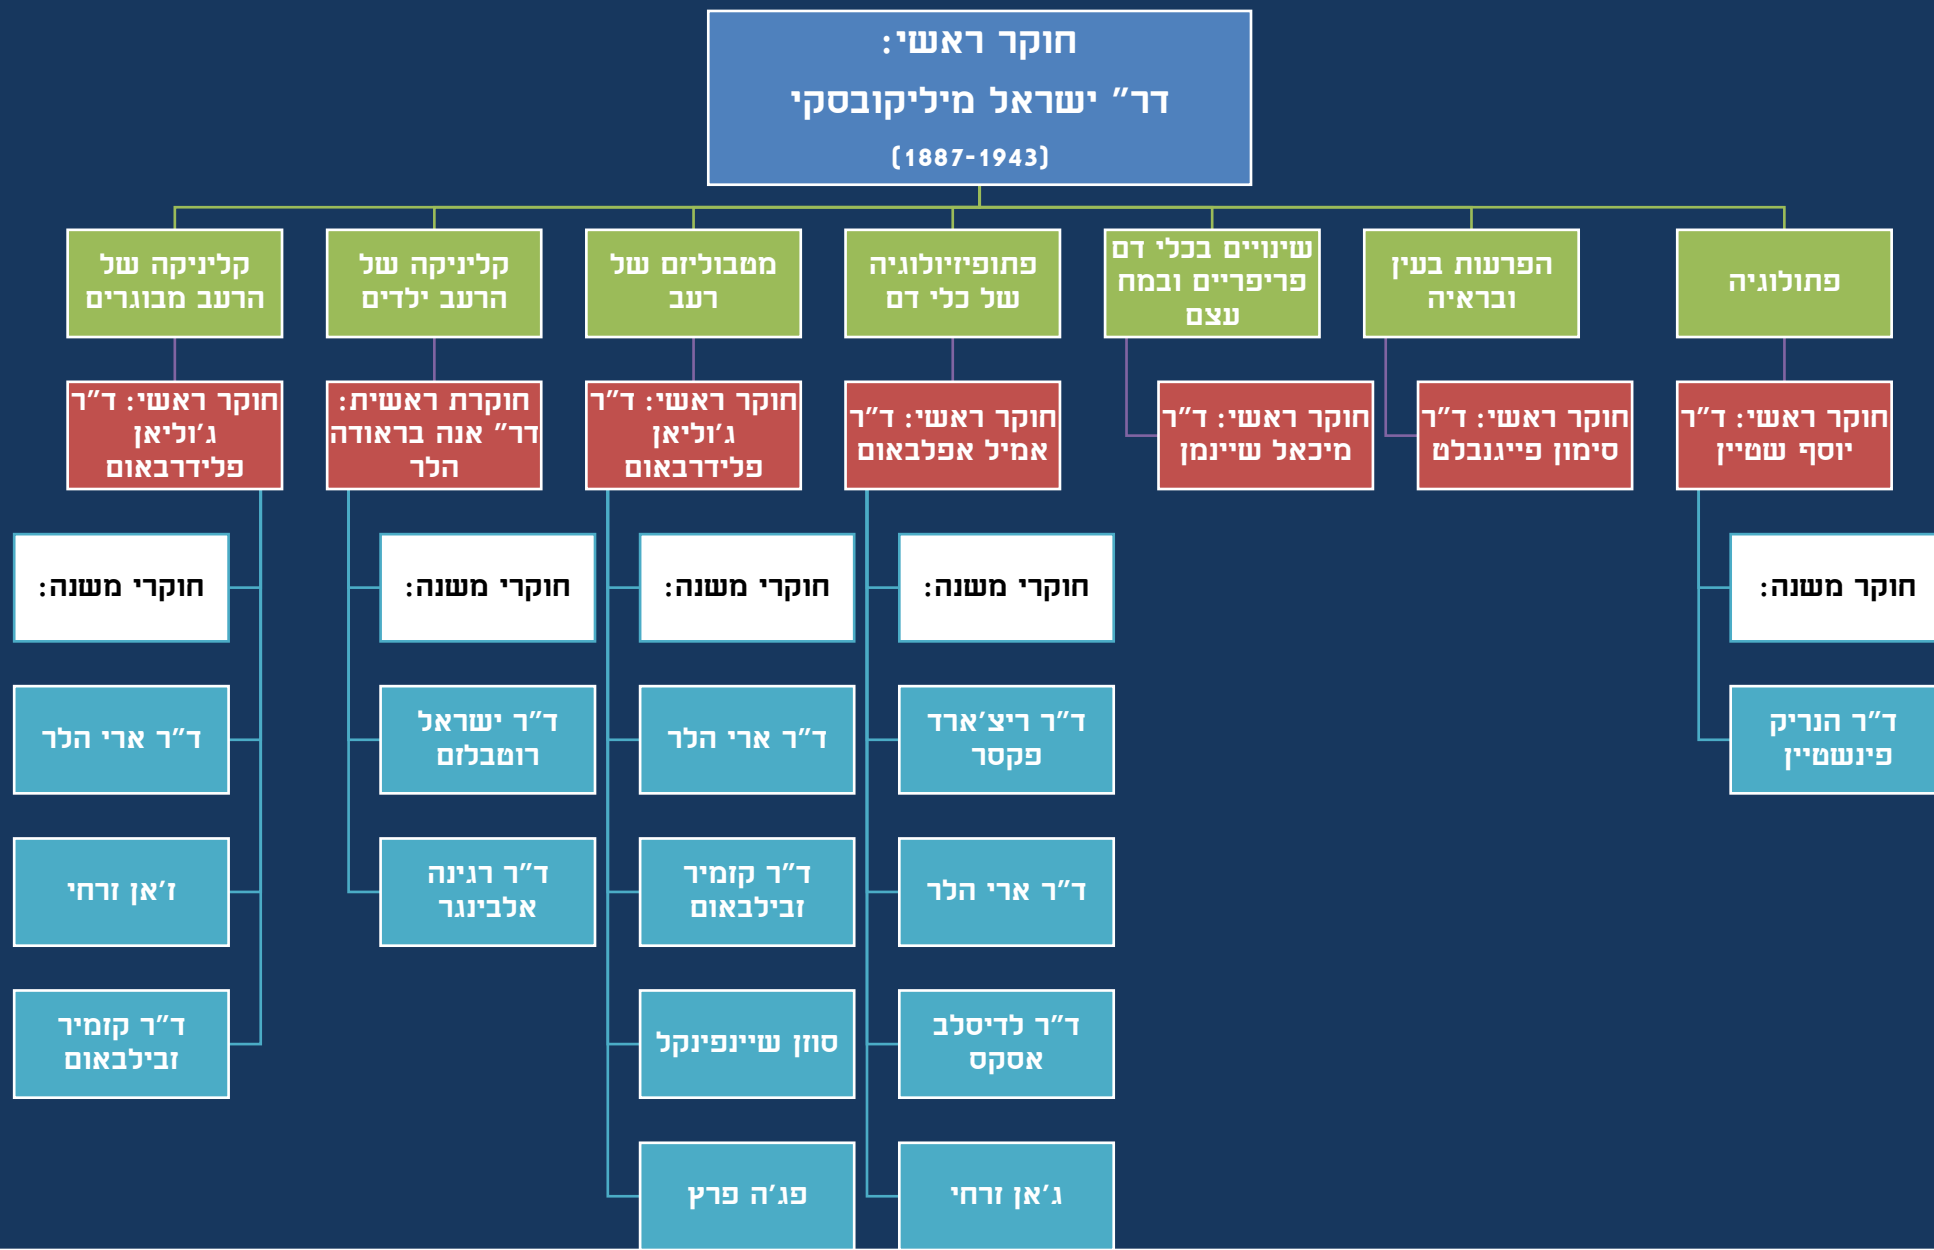 חוקר ראשי:
דר" ישראל מיליקובסקי
(1887-1943)
פתולוגיה
חוקר ראשי: ד"ר
יוסף שטיין
חוקר משנה:
ד"ר הנריק
פינשטיין
הפרעות בעין
ובראיה
חוקר ראשי: ד"ר
סימון פייגנבלט
שינויים בכלי דם
פריפריים ובמח
עצם
חוקר ראשי: ד"ר
מיכאל שיינמן
פתופיזיולוגיה
של כלי דם
חוקר ראשי: ד"ר
אמיל אפלבאום
חוקרי משנה:
ד"ר ריצ'ארד
פקסר
ד"ר ארי הלר
ד"ר לדיסלב
אסקס
ג'אן זרחי
מטבוליזם של
רעב
חוקר ראשי: ד"ר
ג'וליאן
פלידרבאום
חוקרי משנה:
ד"ר ארי הלר
ד"ר קזמיר
זבילבאום
סוזן שיינפינקל
פג'ה פרץ
קליניקה של
הרעב ילדים
חוקרת ראשית:
דר" אנה בראודה
הלר
חוקרי משנה:
ד"ר ישראל
רוטבלזם
ד"ר רגינה
אלבינגר
קליניקה של
הרעב מבוגרים
חוקר ראשי: ד"ר
ג'וליאן
פלידרבאום
חוקרי משנה:
ד"ר ארי הלר
ז'אן זרחי
ד"ר קזמיר
זבילבאום